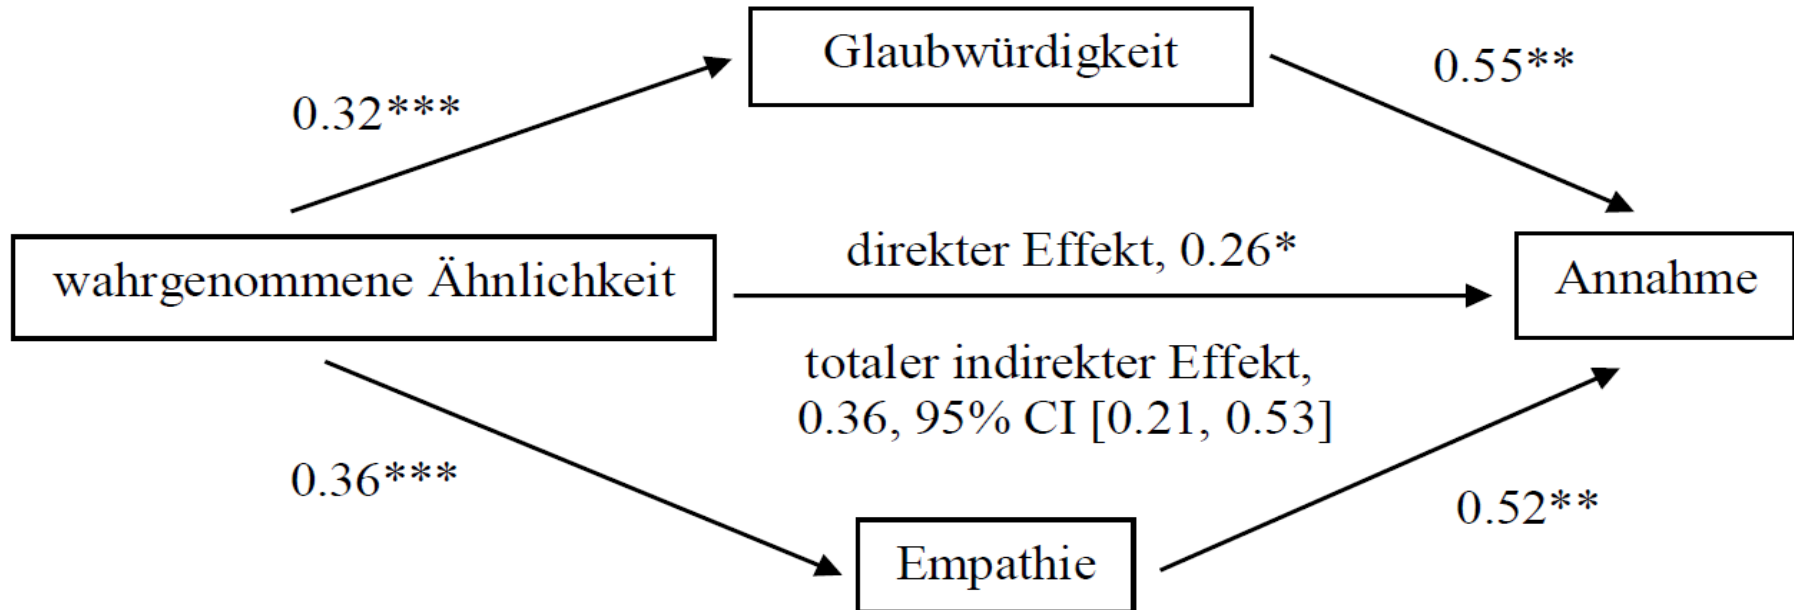 Glaubwürdigkeit
0.55**
0.32***
wahrgenommene Ähnlichkeit
direkter Effekt, 0.26*
Annahme
totaler indirekter Effekt,
0.36, 95% CI [0.21, 0.53]
0.36***
0.52**
Empathie